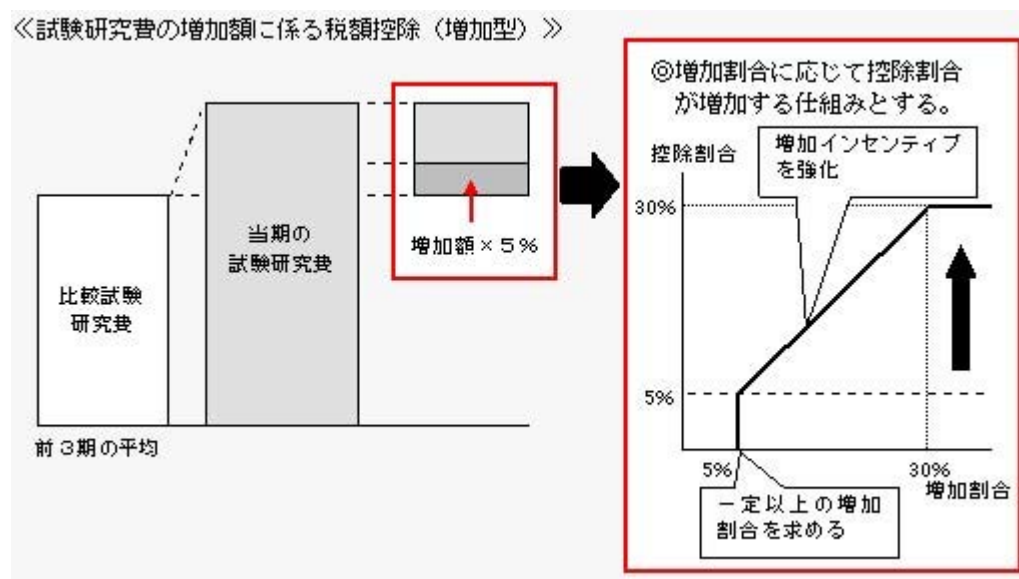 ≪試験研究費の増加額に係る税額控除（増加型）≫
◎増加割合に応じて控除割合
が増加する仕組みとする。
控除割合
増加インセンティブ
を強化
30%
当期の
試験研究費
増加額×５％
比較試験
研究費
5%
前３期の平均
5%
30%
増加割合
一定以上の増加
割合を求める